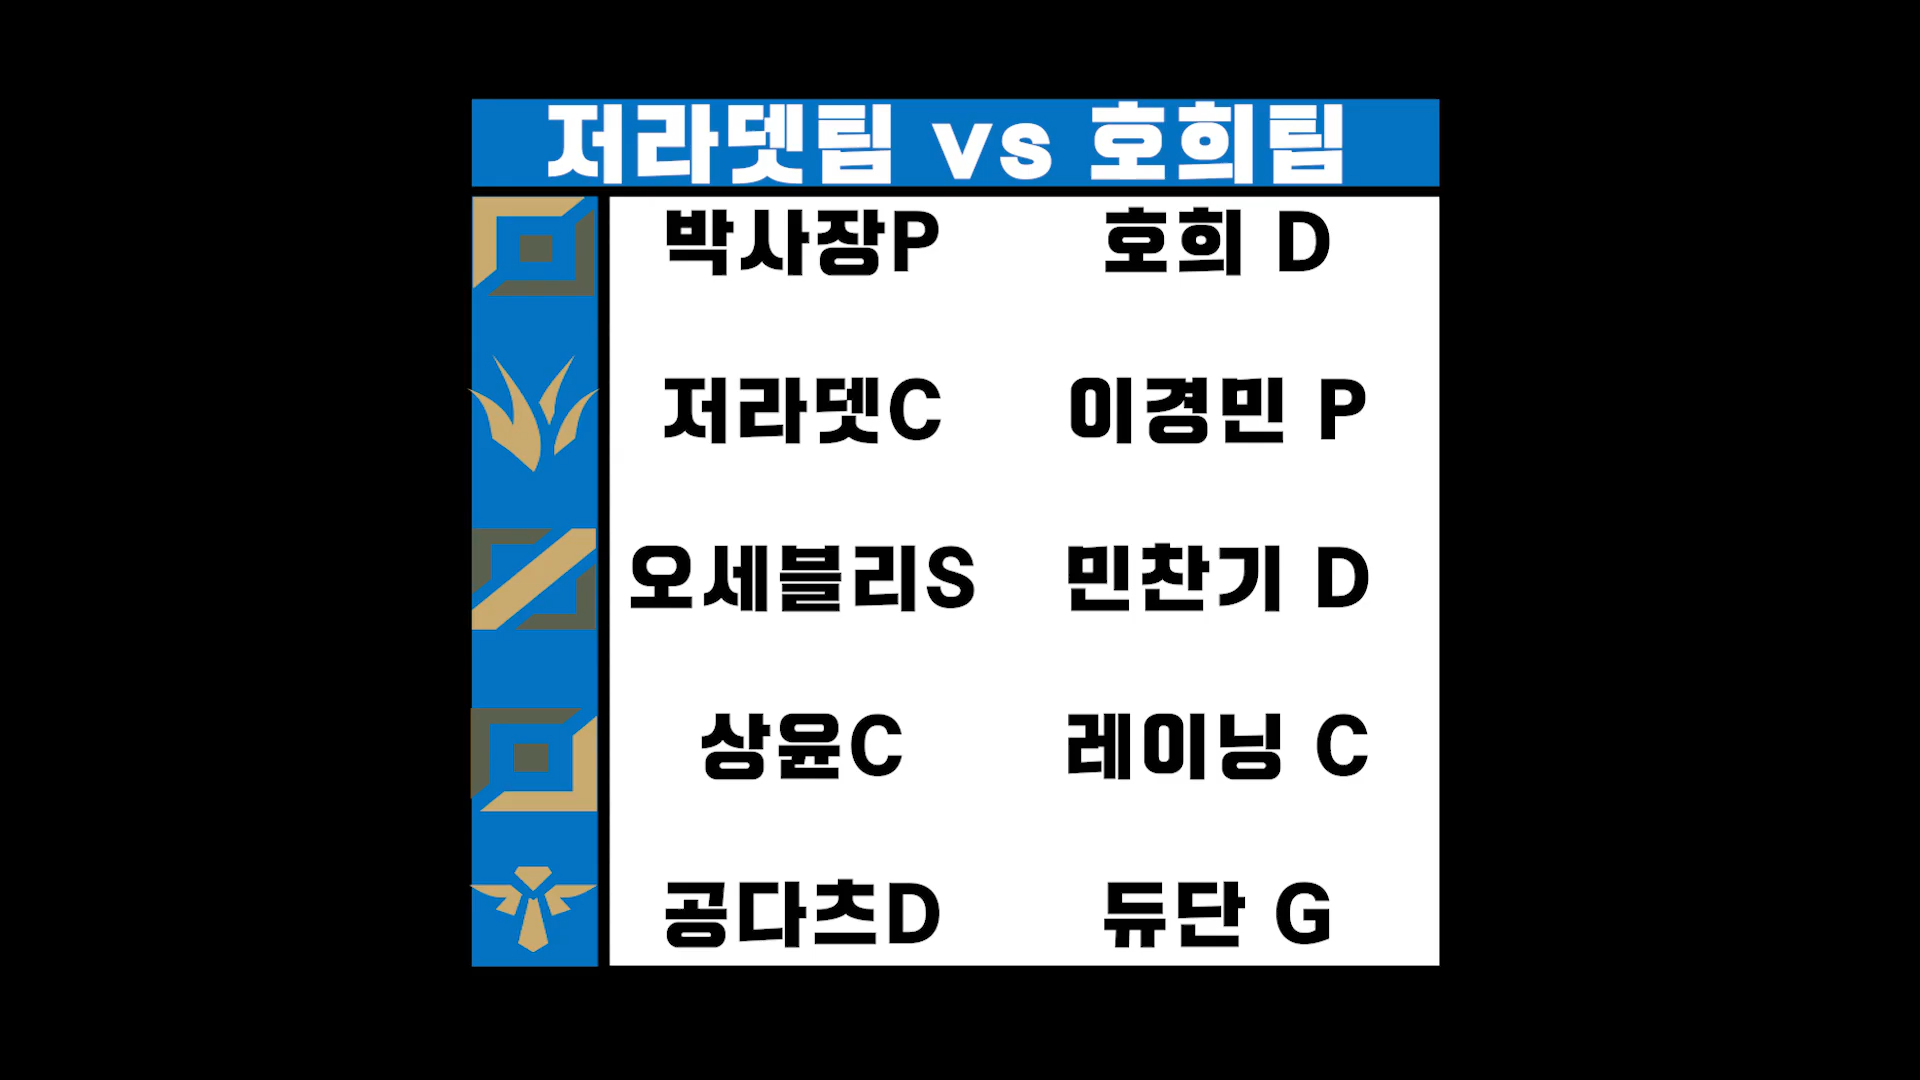 저라뎃팀 vs 호희팀
박사장P 호희 D
저라뎃C 이경민 P
오세블리S 민찬기 D
상윤C 레이닝 C
공다츠D 듀단 G